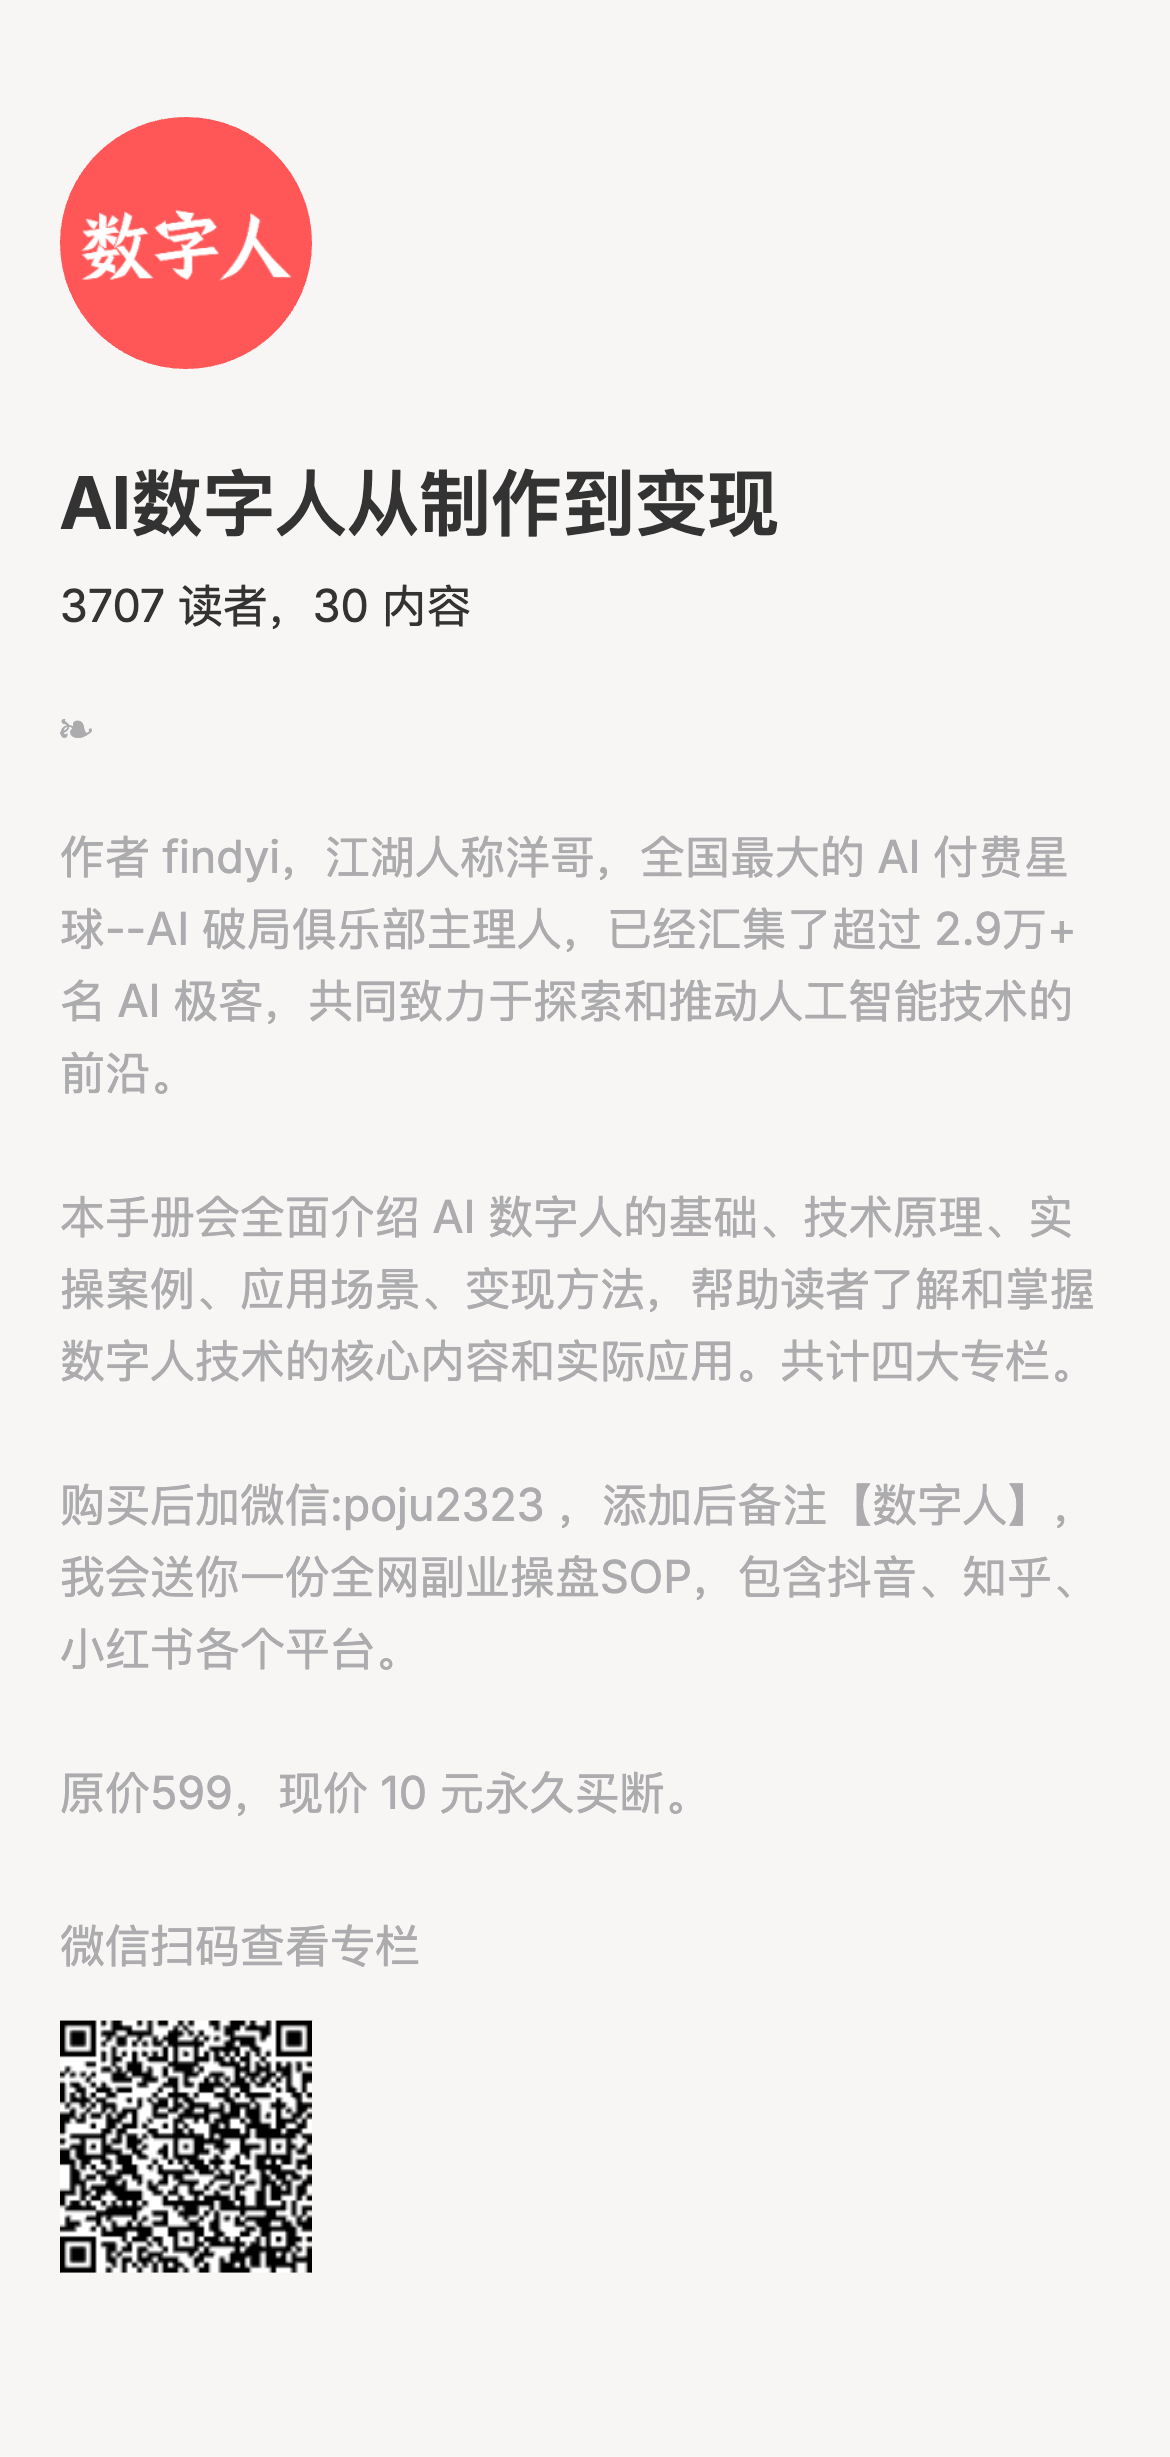 数字人
AI数字人从制作到变现
3707 读者，30 内容
❧
作者 findyi，江湖人称洋哥，全国最大的 AI 付费星
球--AI 破局俱乐部主理人，已经汇集了超过 2.9万+
名 AI 极客，共同致力于探索和推动人工智能技术的
前沿。
本手册会全面介绍 AI 数字人的基础、技术原理、实
操案例、应用场景、变现方法，帮助读者了解和掌握
数字人技术的核心内容和实际应用。共计四大专栏。
购买后加微信:poju2323 ，添加后备注【数字人】，
我会送你一份全网副业操盘SOP，包含抖音、知乎、
小红书各个平台。
原价599，现价 10 元永久买断。
微信扫码查看专栏